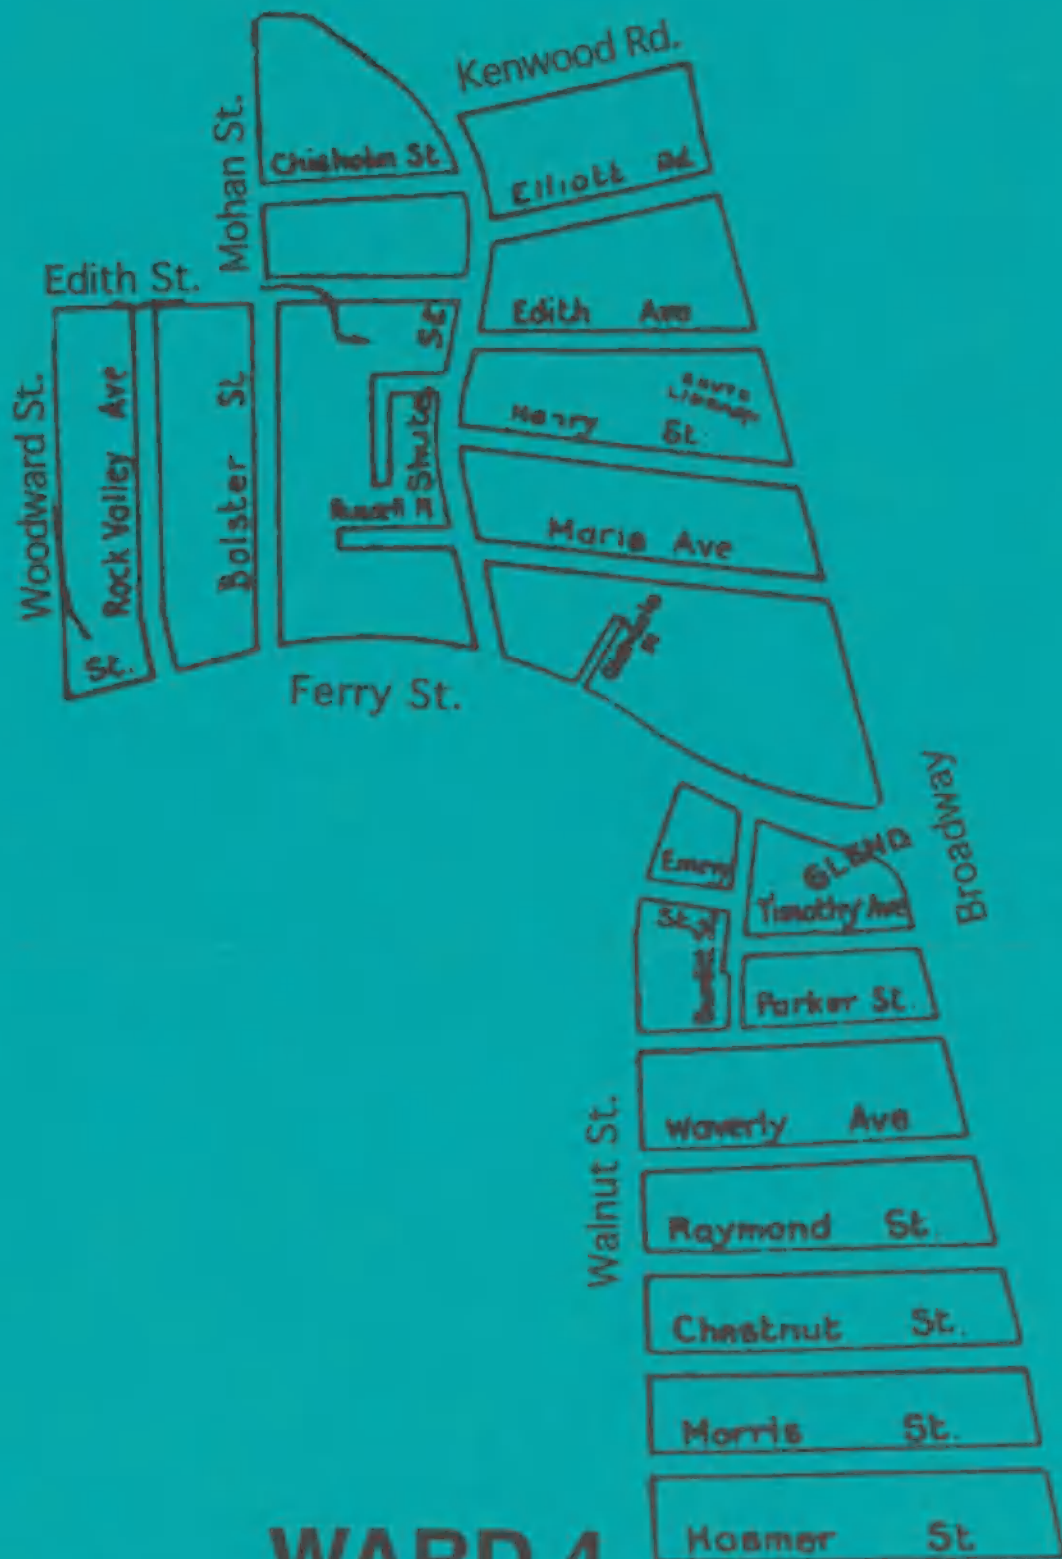 Kenwood Rd.
Mohan St.
Chisholm St
Elliott Rd.
Edith St.
Edith Ave
St
Woodward St.
Rock Valley Ave
Bolster St
Shute
Henry St.
Library
Russell
Marie Ave
St.
Ferry St.
Broadway
GLEND
Emery
Timothy Ave
St
Parker St.
Walnut St.
Waverly Ave
Raymond St.
Chestnut St.
Morris St.
Hosmer St
WARD 4